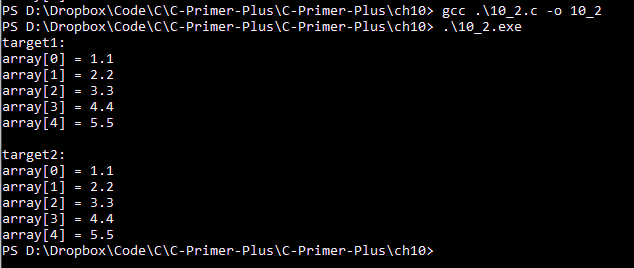 PS D:\Dropbox\Code\C\C-Primer-Plus\C-Primer-Plus\ch10> gcc .\10_2.c -o 10_2
PS D:\Dropbox\Code\C\C-Primer-Plus\C-Primer-Plus\ch10> .\10_2.exe
target1:
array[0] = 1.1
array[1] = 2.2
array[2] = 3.3
array[3] = 4.4
array[4] = 5.5
target2:
array[0] = 1.1
array[1] = 2.2
array[2] = 3.3
array[3] = 4.4
array[4] = 5.5
PS D:\Dropbox\Code\C\C-Primer-Plus\C-Primer-Plus\ch10>